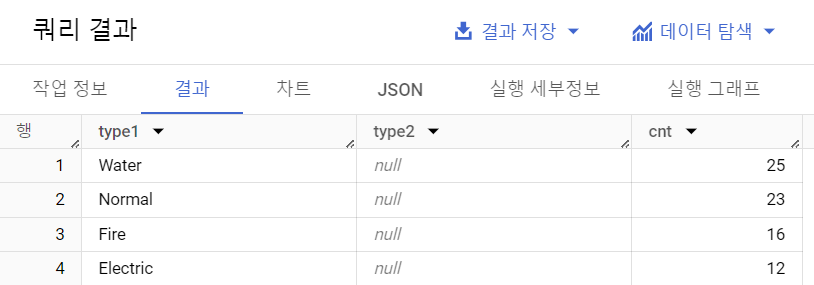 쿼리 결과 결과 저장 데이터 탐색
작업 정보 결과 차트 JSON 실행 세부정보 실행 그래프
행 type1 type2 cnt
1 Water null 25
2 Normal null 23
3 Fire null 16
4 Electric null 12